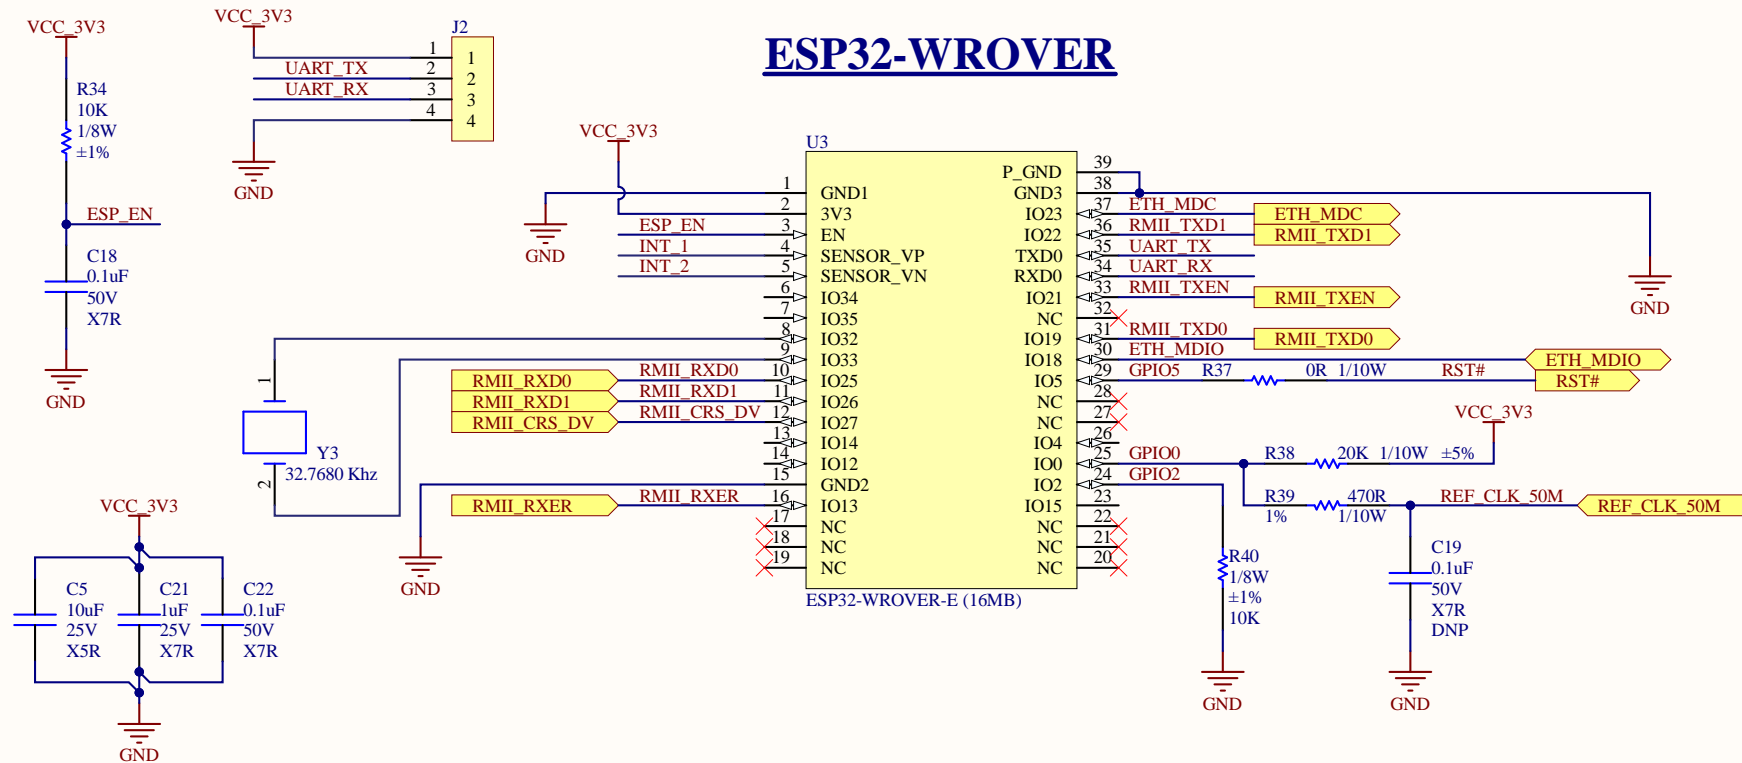 ESP32-WROVER
VCC_3V3
R34
10K
1/8W
±1%
ESP_EN
C18
0.1uF
50V
X7R
GND
VCC_3V3
J2
1 1
UART_TX 2 2
UART_RX 3 3
4 4
GND
VCC_3V3
GND
U3
1 GND1
2 3V3
ESP_EN 3 EN
INT_1 4 SENSOR_VP
INT_2 5 SENSOR_VN
6 IO34
7 IO35
8 IO32
9 IO33
RMII_RXD0 RMII_RXD0 10 IO25
RMII_RXD1 RMII_RXD1 11 IO26
RMII_CRS_DV RMII_CRS_DV 12 IO27
13 IO14
14 IO12
15 GND2
RMII_RXER RMII_RXER 16 IO13
17 NC
18 NC
19 NC
GND
P_GND 39
GND3 38
IO23 37 ETH_MDC ETH_MDC
IO22 36 RMII_TXD1 RMII_TXD1
TXD0 35 UART_TX
RXD0 34 UART_RX
IO21 33 RMII_TXEN RMII_TXEN
NC 32
IO19 31 RMII_TXD0 RMII_TXD0
IO18 30 ETH_MDIO ETH_MDIO
IO5 29 GPIO5 R37 0R 1/10W RST# RST#
NC 28
NC 27
IO4 26
IO0 25 GPIO0
IO2 24 GPIO2
IO15 23
NC 22
NC 21
NC 20
ESP32-WROVER-E (16MB)
GND
VCC_3V3
R38 20K 1/10W ±5%
R39 470R REF_CLK_50M REF_CLK_50M
1% 1/10W
R40
1/8W
±1%
10K
GND
C19
0.1uF
50V
X7R
DNP
GND
1
Y3
32.7680 Khz
2
VCC_3V3
C5
10uF
25V
X5R
C21
1uF
25V
X7R
C22
0.1uF
50V
X7R
GND